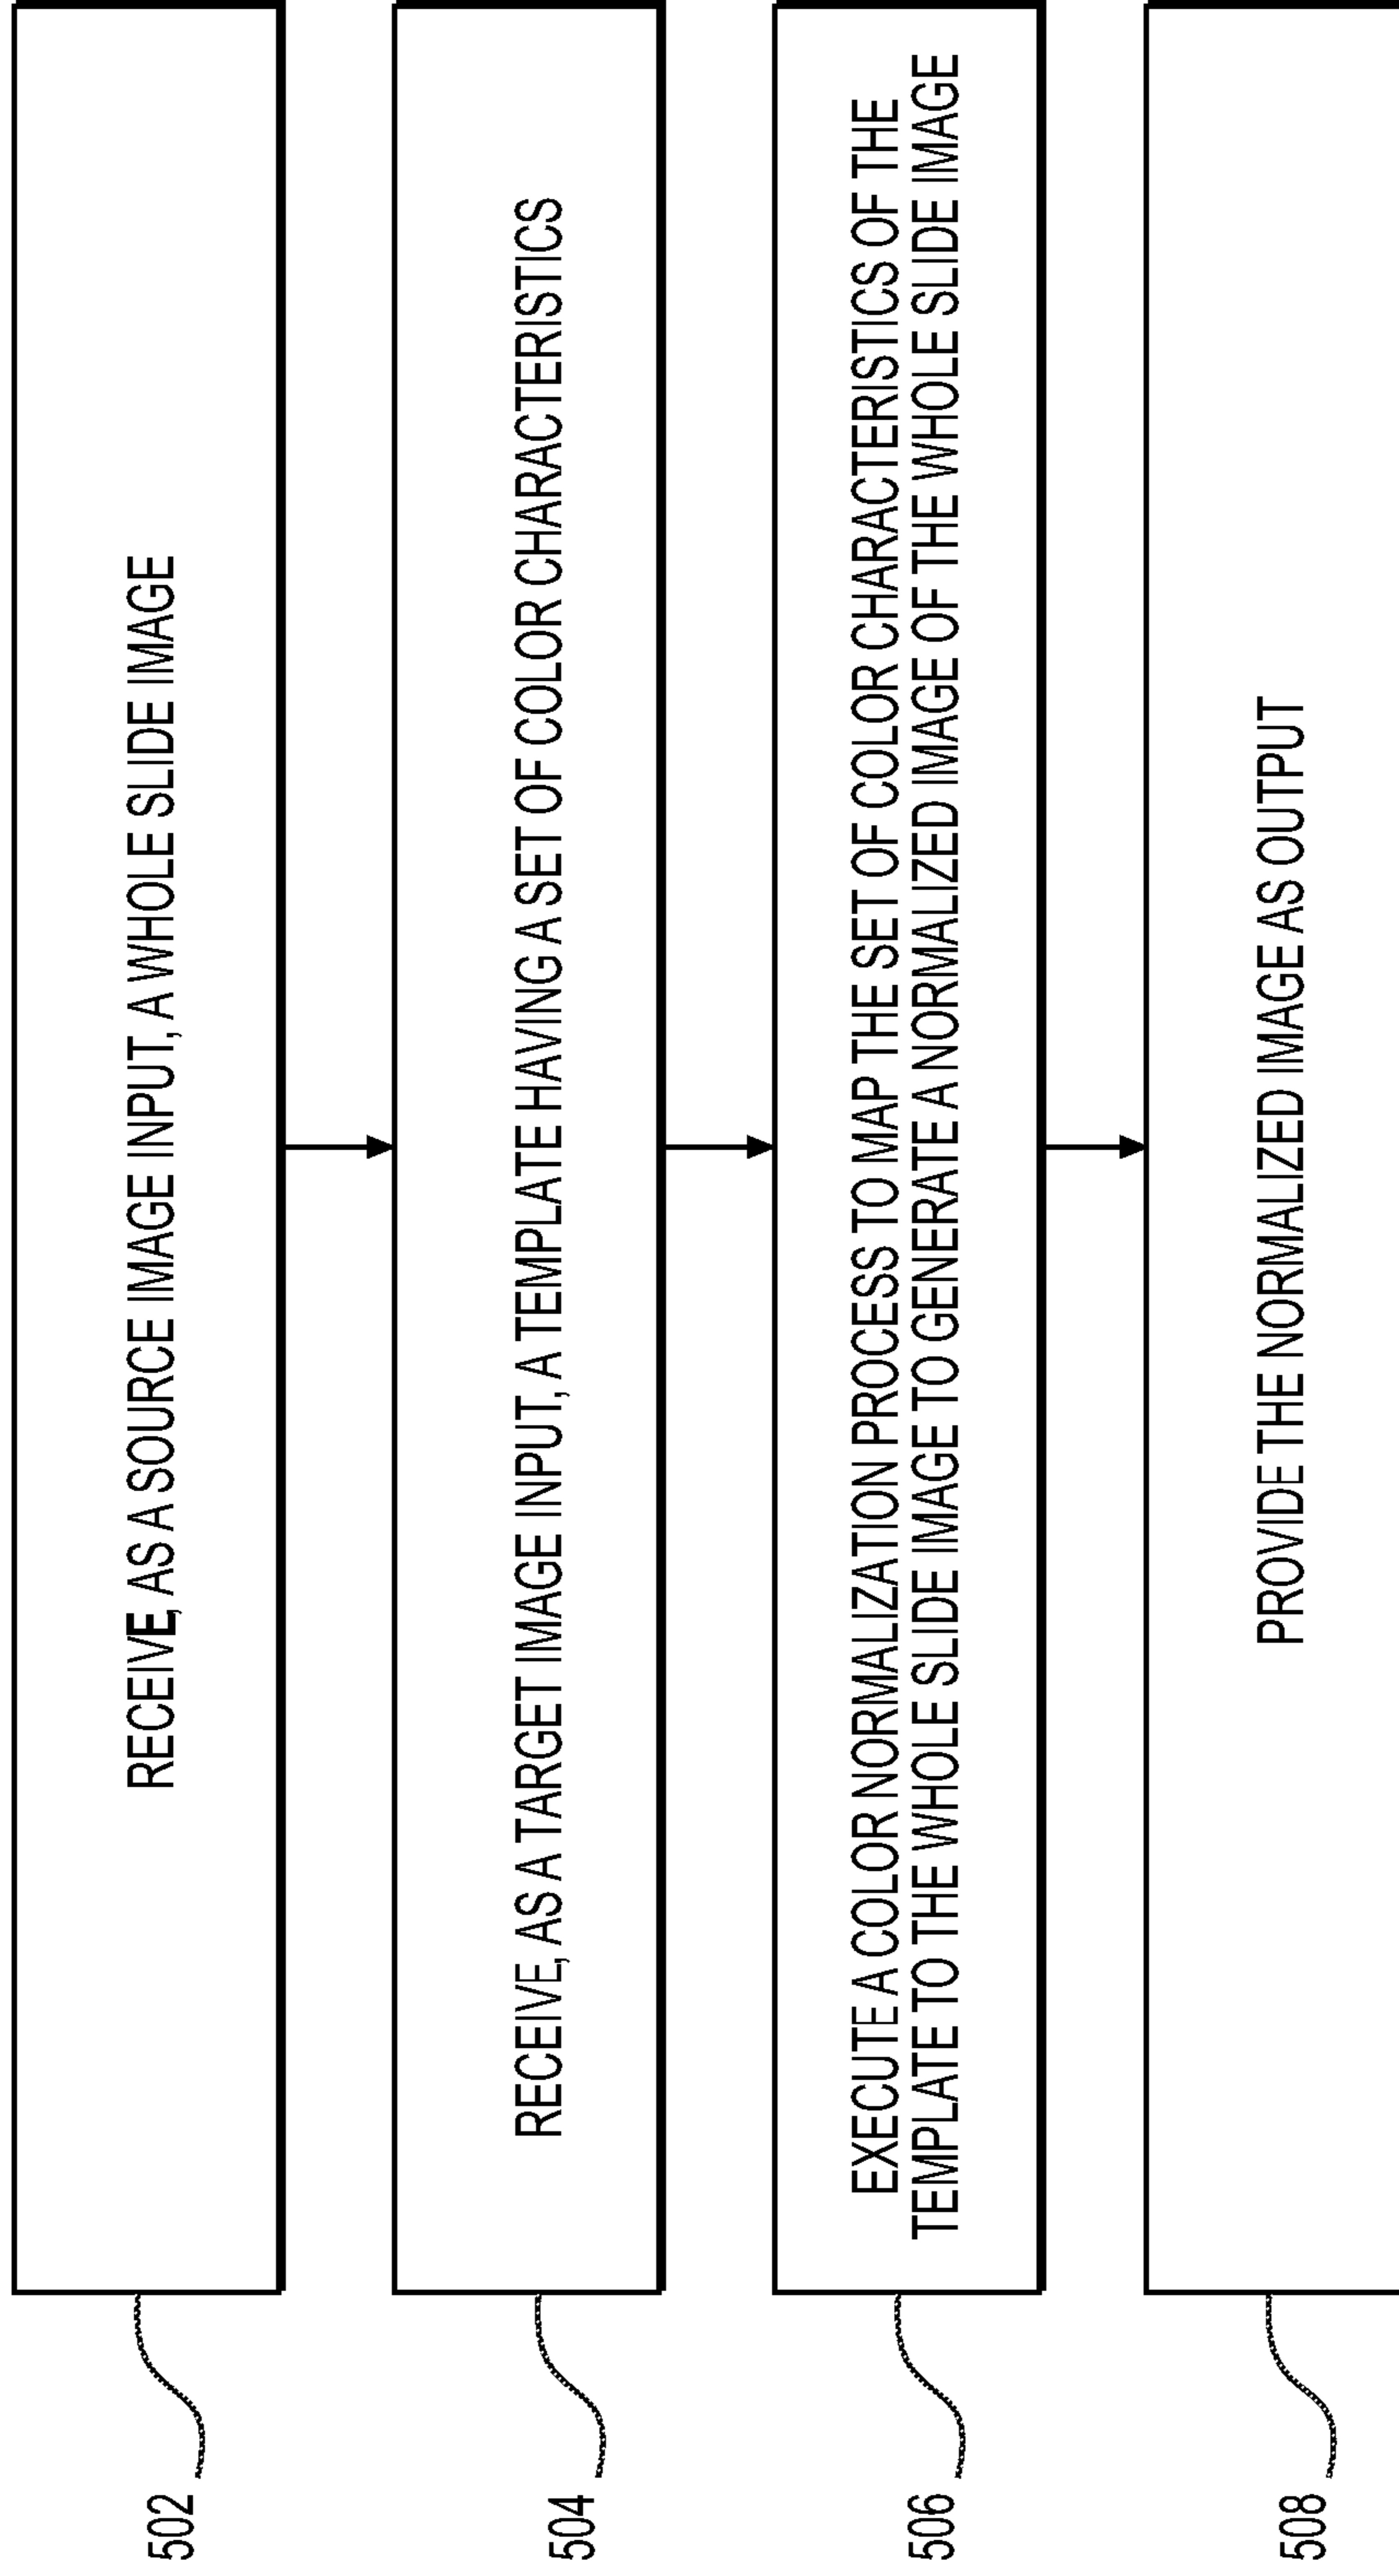 502
RECEIVE, AS A SOURCE IMAGE INPUT, A WHOLE SLIDE IMAGE
504
RECEIVE, AS A TARGET IMAGE INPUT, A TEMPLATE HAVING A SET OF COLOR CHARACTERISTICS
506
EXECUTE A COLOR NORMALIZATION PROCESS TO MAP THE SET OF COLOR CHARACTERISTICS OF THE
TEMPLATE TO THE WHOLE SLIDE IMAGE TO GENERATE A NORMALIZED IMAGE OF THE WHOLE SLIDE IMAGE
508
PROVIDE THE NORMALIZED IMAGE AS OUTPUT